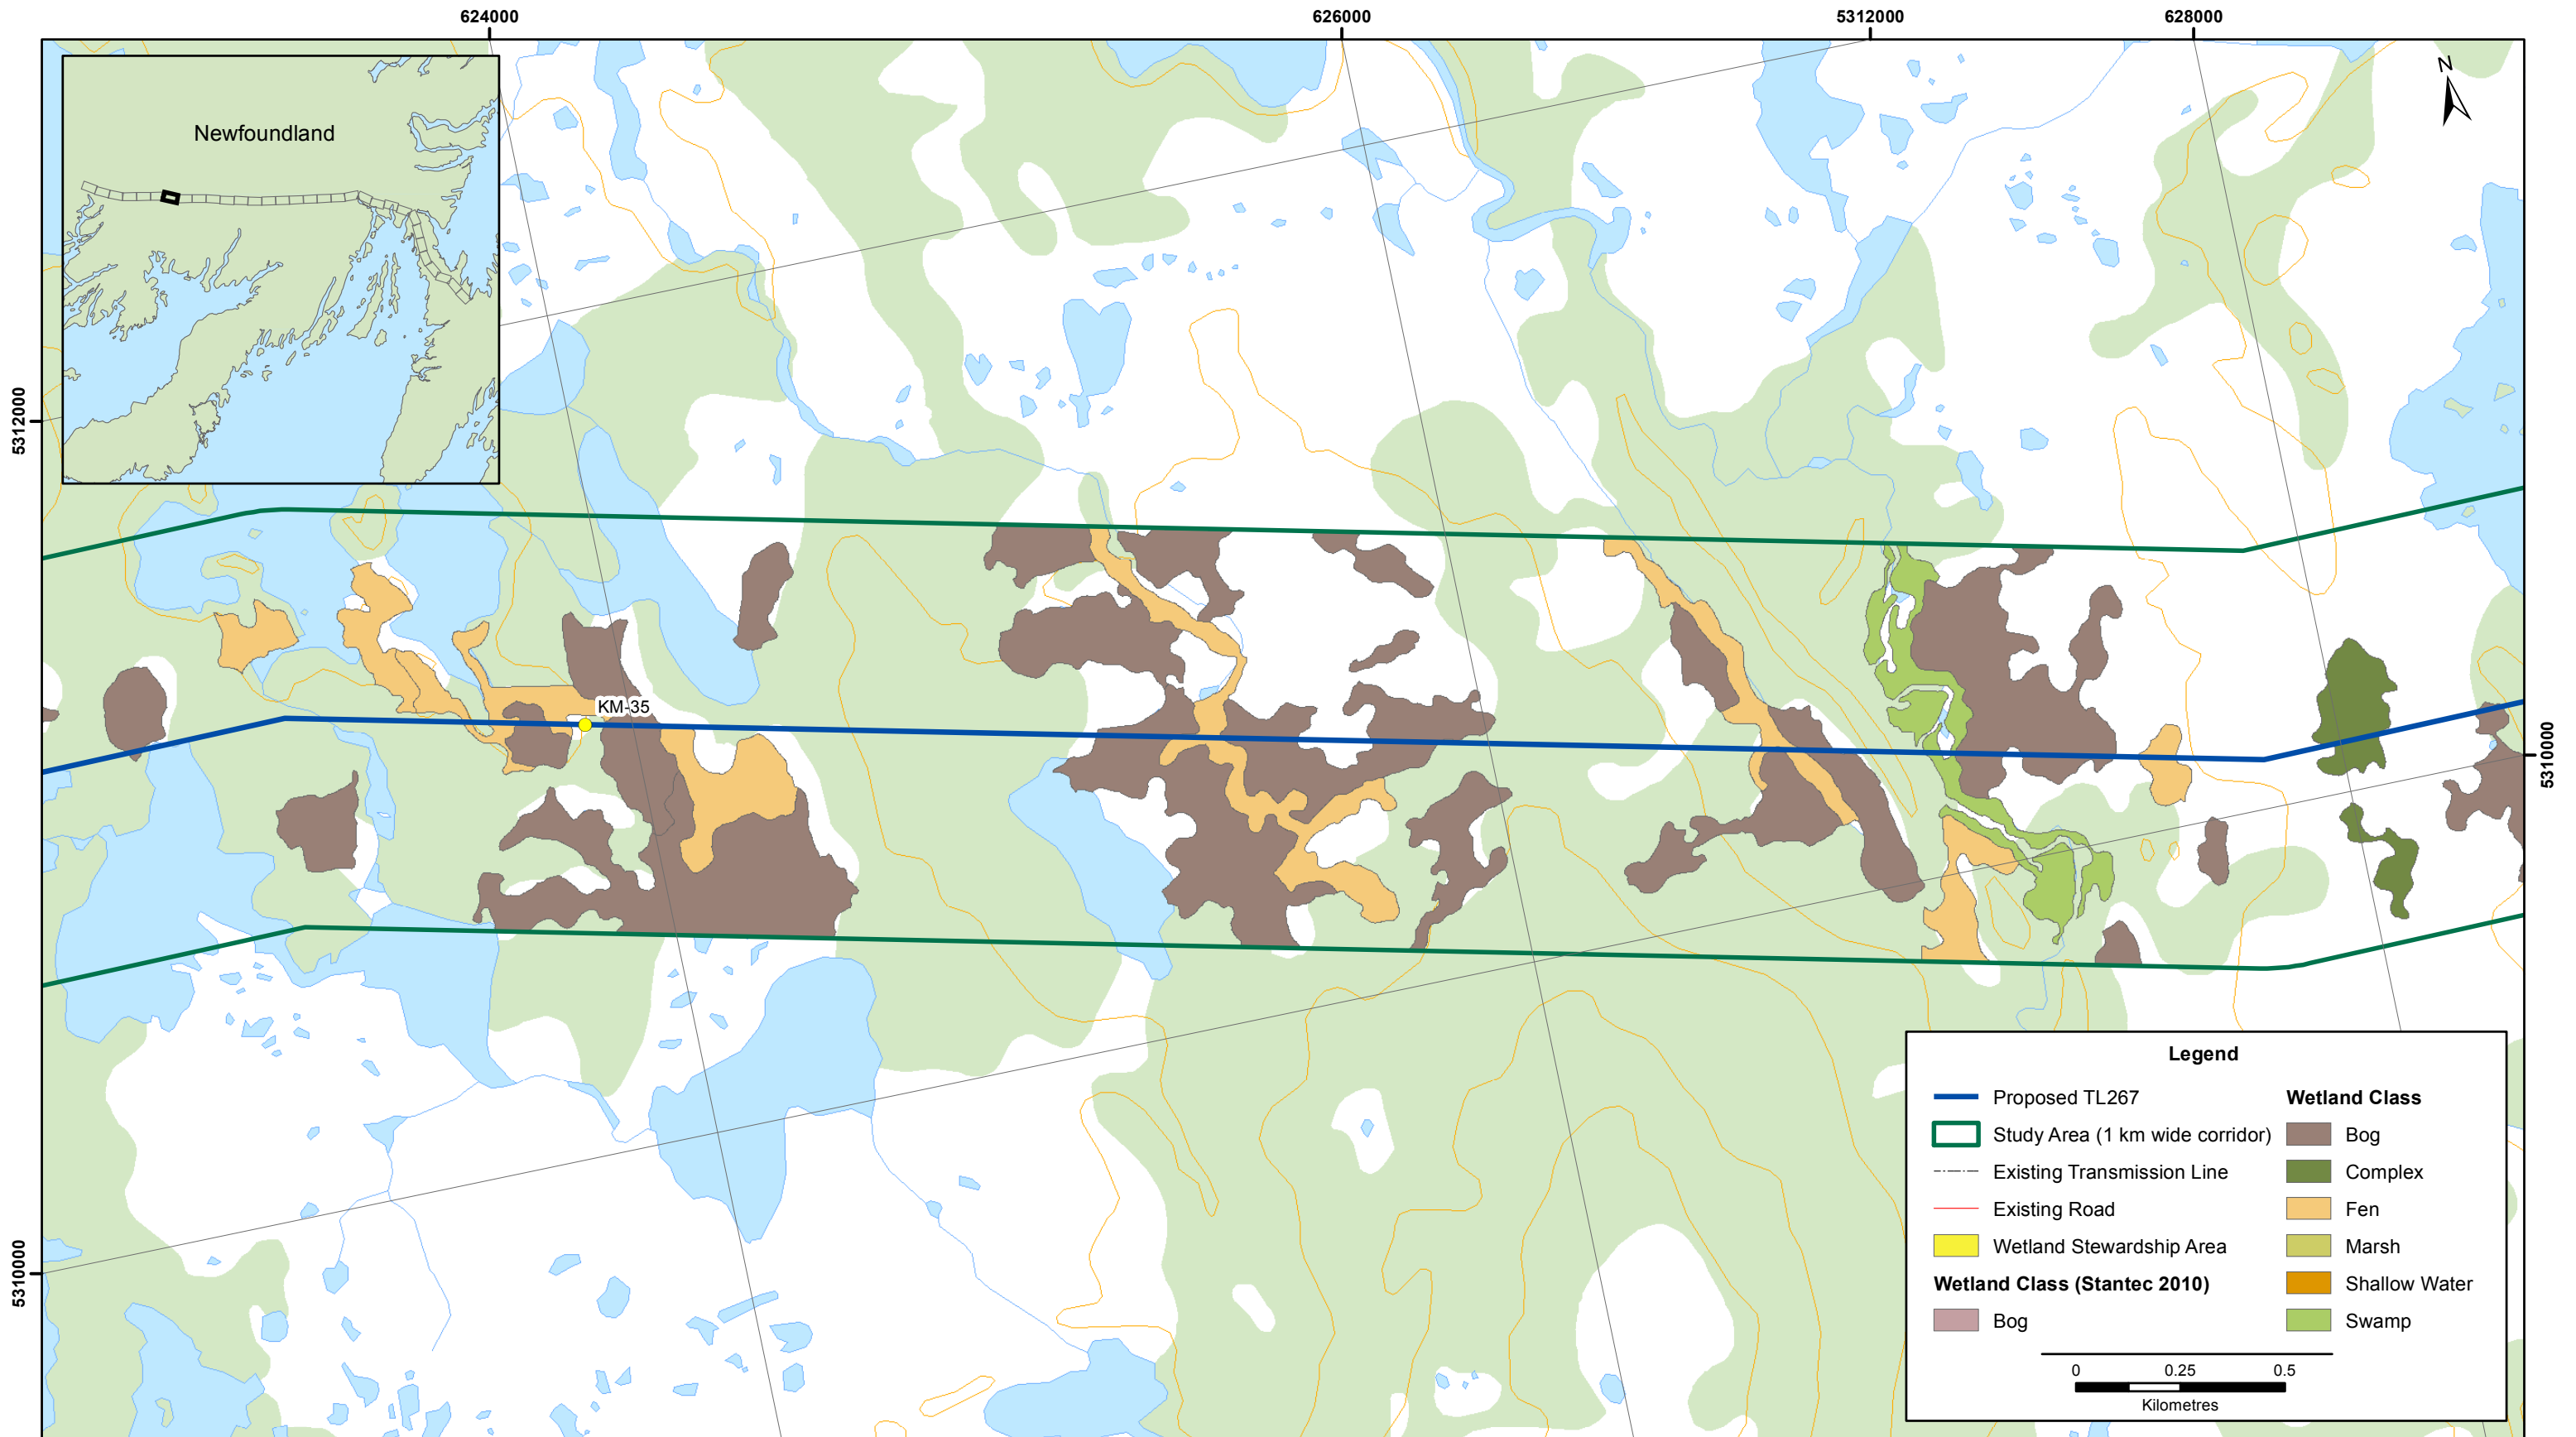 624000
626000
5312000
628000
Newfoundland
N
5312000
KM-35
5310000
5310000
Legend
Proposed TL267
Study Area (1 km wide corridor)
Existing Transmission Line
Existing Road
Wetland Stewardship Area
Wetland Class (Stantec 2010)
Bog
Wetland Class
Bog
Complex
Fen
Marsh
Shallow Water
Swamp
0 0.25 0.5
Kilometres